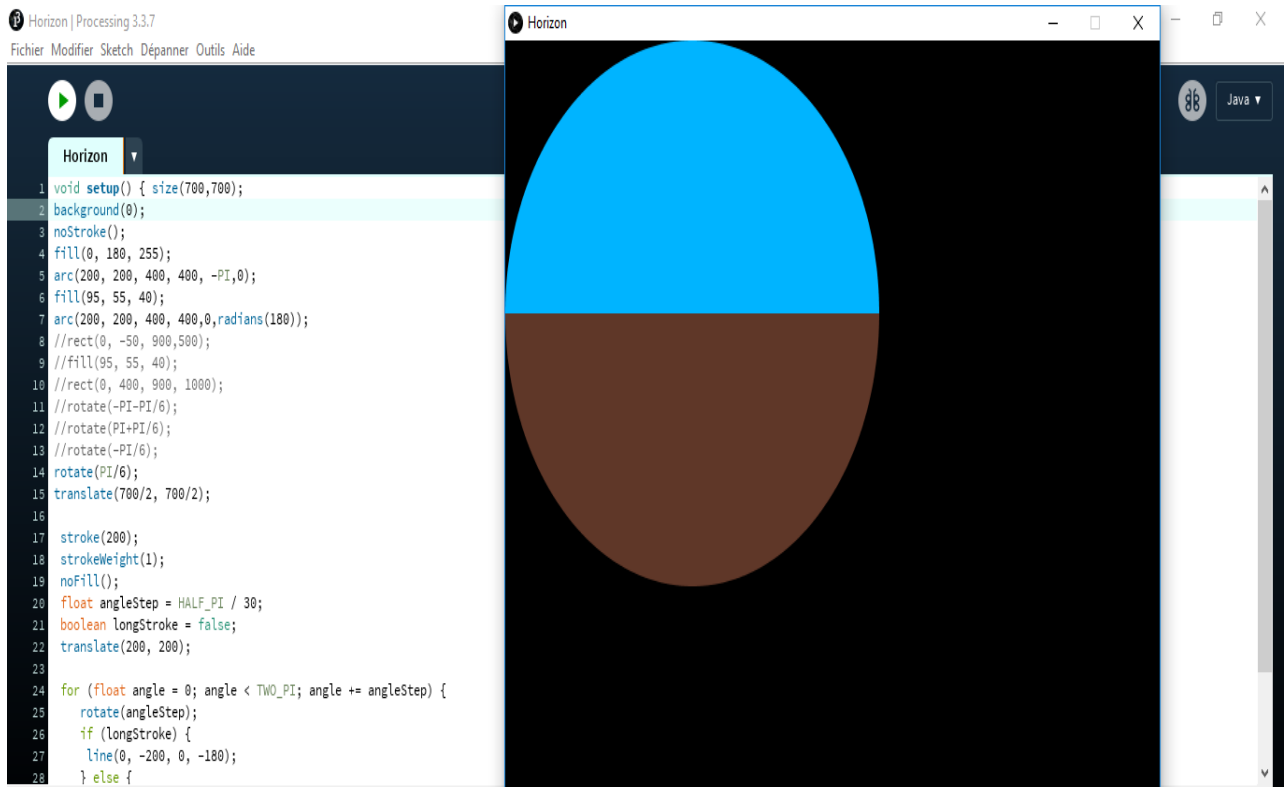 Horizon | Processing 3.3.7
Fichier Modifier Sketch Dépanner Outils Aide
Horizon
Java
Horizon
1 void setup() { size(700,700);
2 background(0);
3 noStroke();
4 fill(0, 180, 255);
5 arc(200, 200, 400, 400, -PI,0);
6 fill(95, 55, 40);
7 arc(200, 200, 400, 400,0,radians(180));
8 //rect(0, -50, 900,500);
9 //fill(95, 55, 40);
10 //rect(0, 400, 900, 1000);
11 //rotate(-PI-PI/6);
12 //rotate(PI+PI/6);
13 //rotate(-PI/6);
14 rotate(PI/6);
15 translate(700/2, 700/2);
16
17 stroke(200);
18 strokeWeight(1);
19 noFill();
20 float angleStep = HALF_PI / 30;
21 boolean longStroke = false;
22 translate(200, 200);
23
24 for (float angle = 0; angle < TWO_PI; angle += angleStep) {
25 rotate(angleStep);
26 if (longStroke) {
27 line(0, -200, 0, -180);
28 } else {